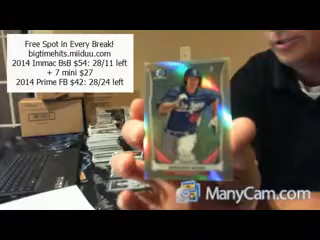 Free Spot in Every Break!
bigtimehits.miiduu.com
2014 Immac BsB $54: 28/11 left
+ 7 mini $27
2014 Prime FB $42: 28/24 left
ManyCam.com